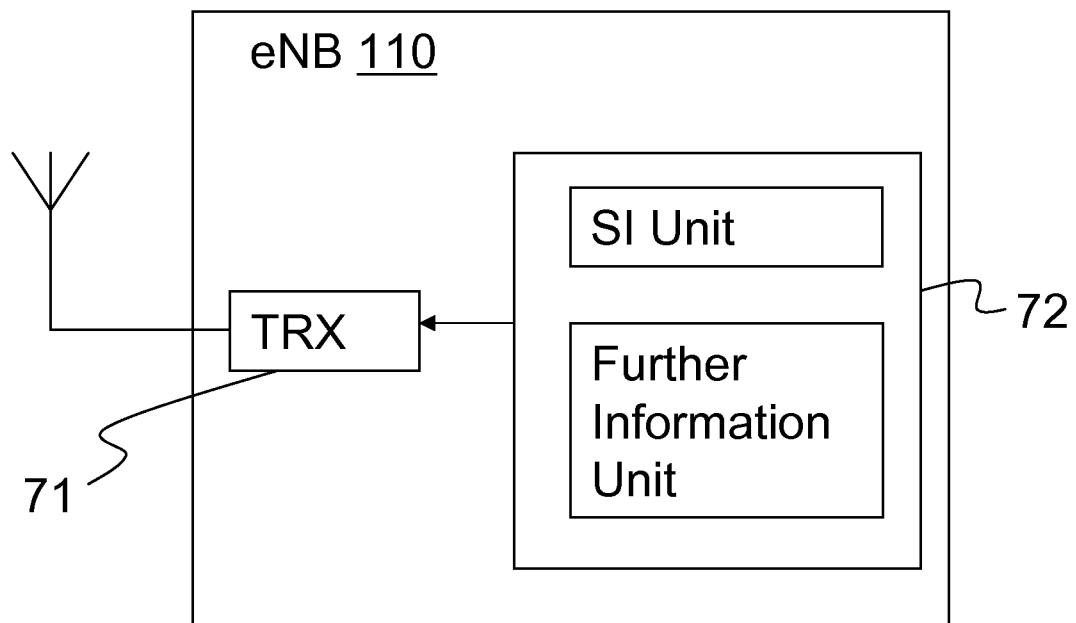 eNB 110
SI Unit
TRX
Further
Information
Unit
72
71